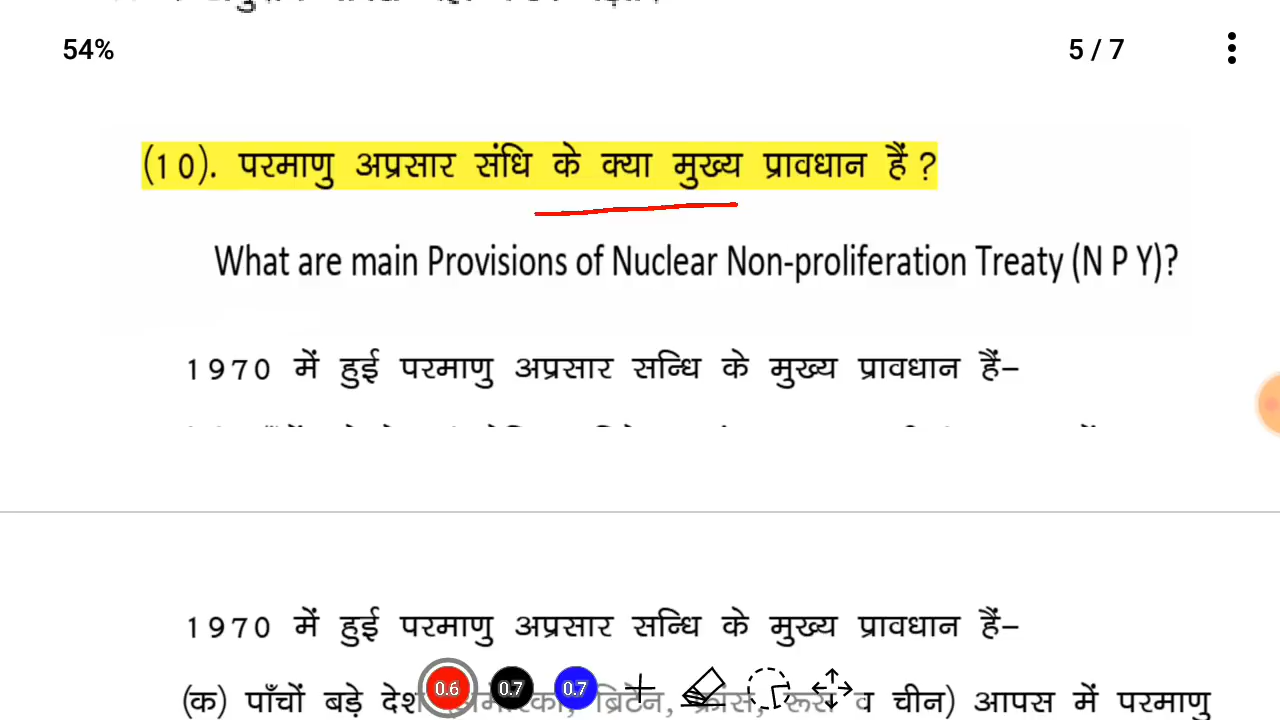 54%
5 / 7
(10). परमाणु अप्रसार संधि के क्या मुख्य प्रावधान हैं ?
What are main Provisions of Nuclear Non-proliferation Treaty (N P Y)?
1970 में हुई परमाणु अप्रसार सन्धि के मुख्य प्रावधान हैं–
1970 में हुई परमाणु अप्रसार सन्धि के मुख्य प्रावधान हैं–
0.6 0.7 0.7
(क) पाँचों बड़े देश ब्रिटेन, फ्रांस, रूस व चीन) आपस में परमाणु